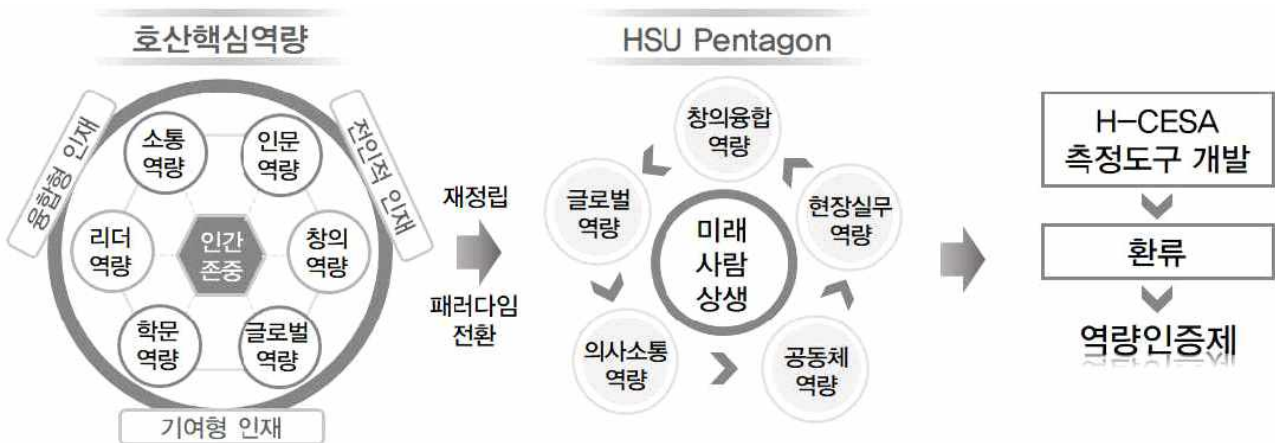 호산핵심역량
융합형 인재
전인적 인재
소통
역량
인문
역량
리더
역량
인간
존중
창의
역량
학문
역량
글로벌
역량
기여형 인재
재정립
패러다임
전환
HSU Pentagon
창의융합
역량
글로벌
역량
현장실무
역량
미래
사람
상생
의사소통
역량
공동체
역량
H-CESA
측정도구 개발
환류
역량인증제